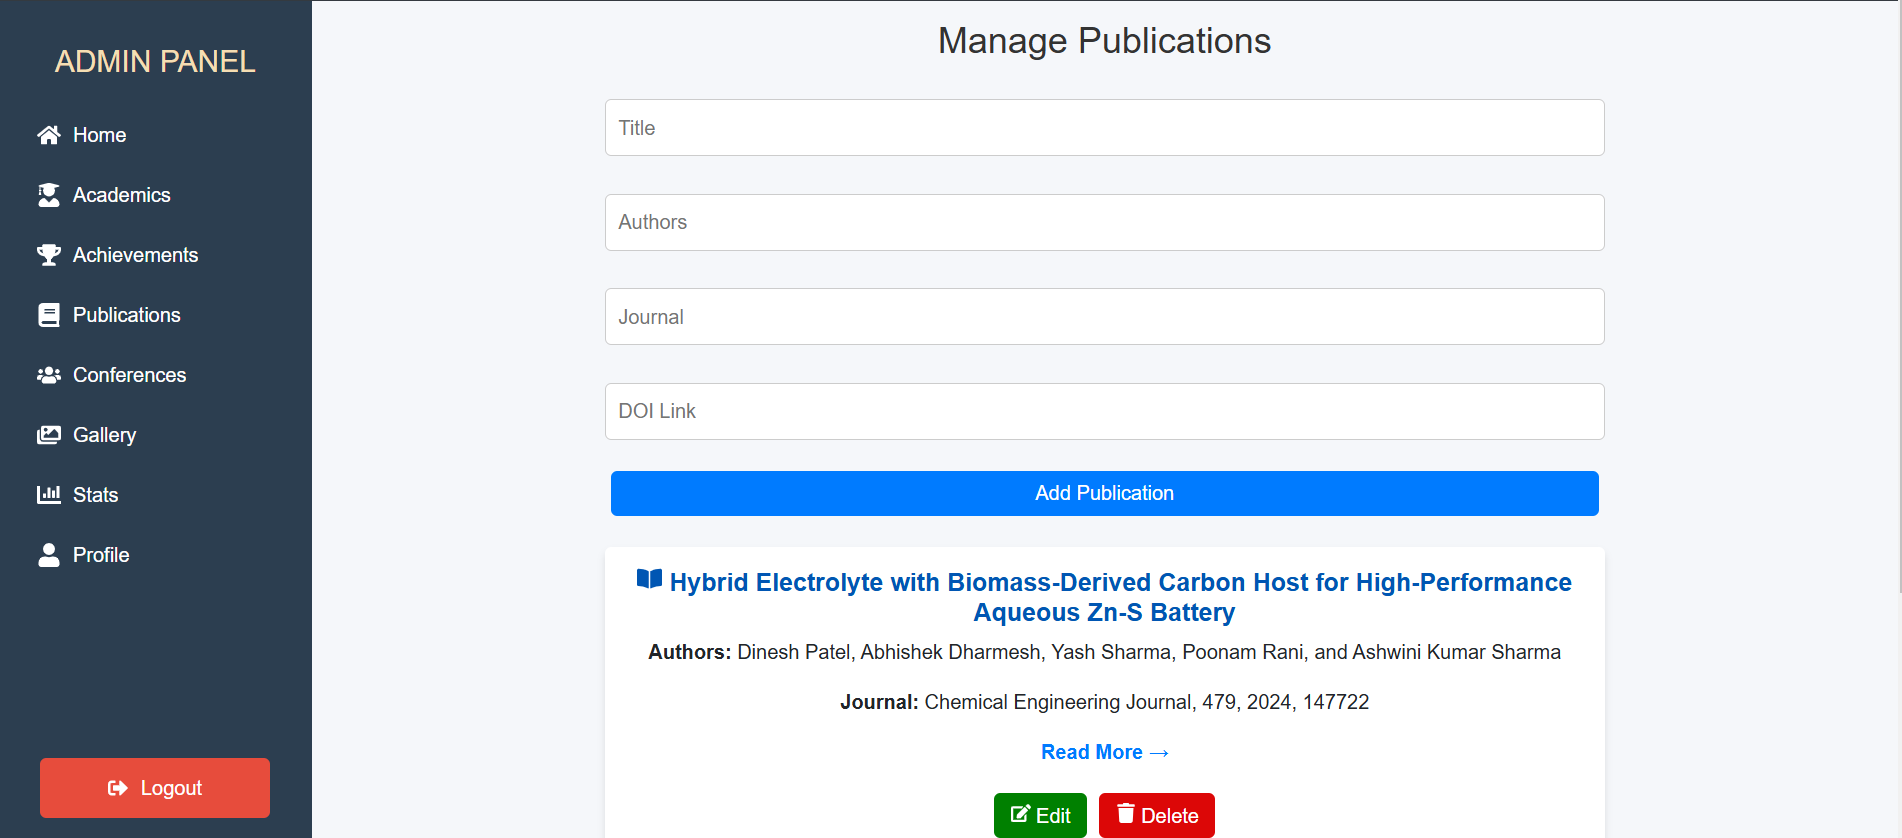 ADMIN PANEL
Home
Academics
Achievements
Publications
Conferences
Gallery
Stats
Profile
Logout
Manage Publications
Title
Authors
Journal
DOI Link
Add Publication
Hybrid Electrolyte with Biomass-Derived Carbon Host for High-Performance
Aqueous Zn-S Battery
Authors: Dinesh Patel, Abhishek Dharmesh, Yash Sharma, Poonam Rani, and Ashwini Kumar Sharma
Journal: Chemical Engineering Journal, 479, 2024, 147722
Read More →
Edit
Delete